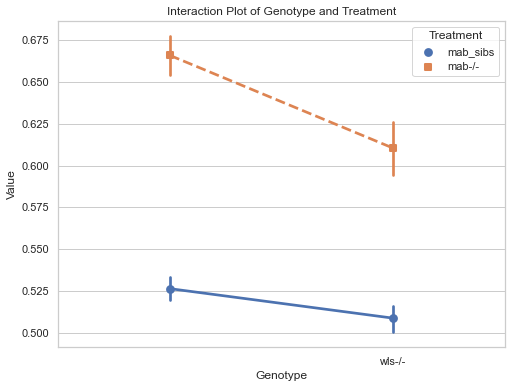 Interaction Plot of Genotype and Treatment
Treatment
mab_sibs
mab-/-
0.675
0.650
0.625
0.600
0.575
0.550
0.525
0.500
Value
wls-/-
Genotype